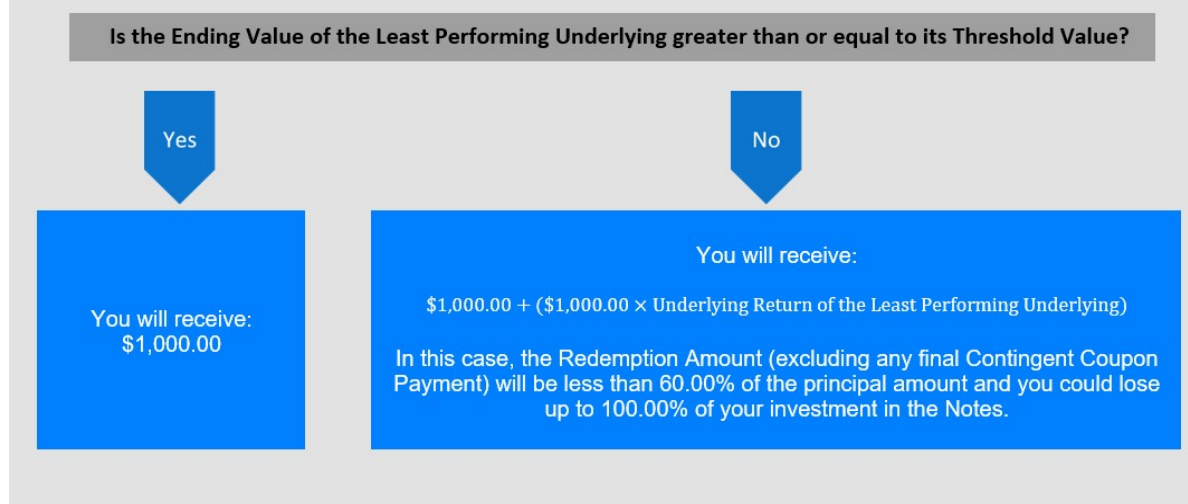 Is the Ending Value of the Least Performing Underlying greater than or equal to its Threshold Value?
Yes
No
You will receive:
$1,000.00
You will receive:
$1,000.00 + ($1,000.00 × Underlying Return of the Least Performing Underlying)
In this case, the Redemption Amount (excluding any final Contingent Coupon
Payment) will be less than 60.00% of the principal amount and you could lose
up to 100.00% of your investment in the Notes.